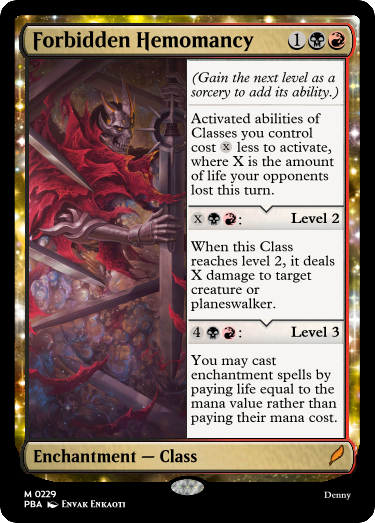 Forbidden Hemomancy 1
(Gain the next level as a
sorcery to add its ability.)
Activated abilities of
Classes you control
cost X less to activate,
where X is the amount
of life your opponents
lost this turn.
X : Level 2
When this Class
reaches level 2, it deals
X damage to target
creature or
planeswalker.
4 : Level 3
You may cast
enchantment spells by
paying life equal to the
mana value rather than
paying their mana cost.
Enchantment — Class
M 0229
PBA Envak Enkaoti
Denny